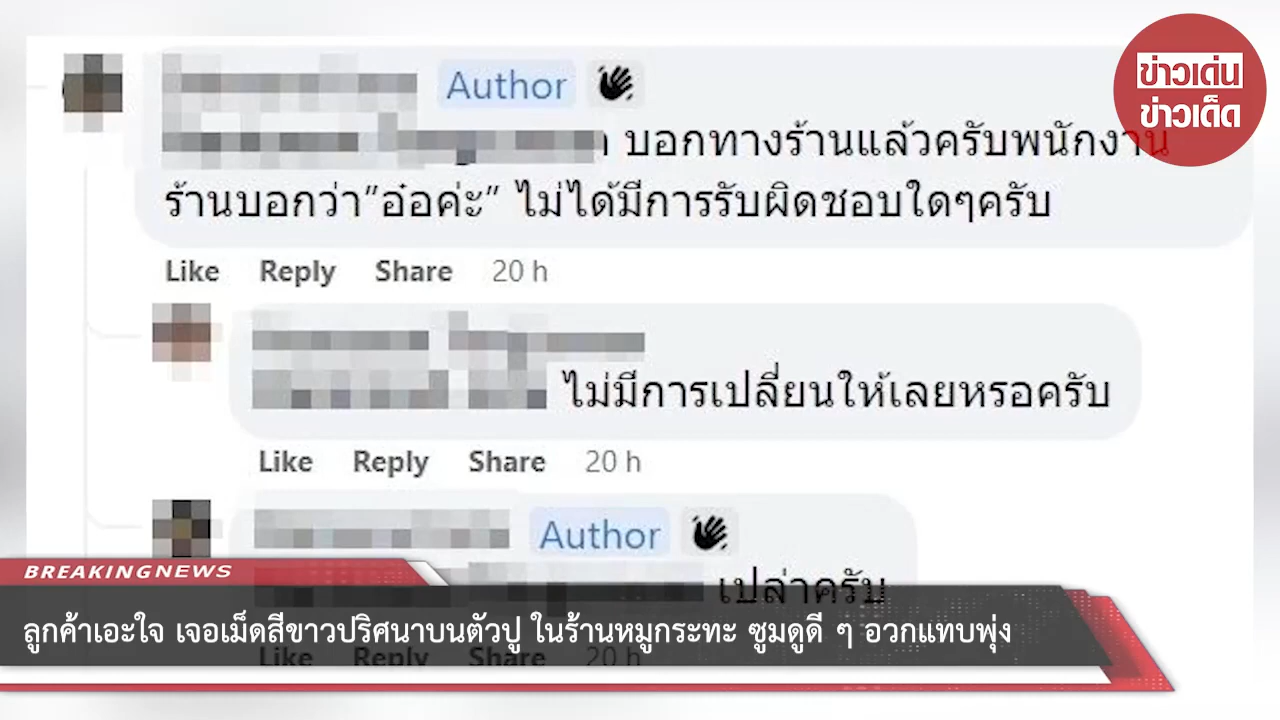 ข่าวเด่น
ข่าวเด็ด
Author
บอกทางร้านแล้วครับพนักงาน
ร้านบอกว่า"อ๋อค่ะ" ไม่ได้มีการรับผิดชอบใดๆครับ
Like Reply Share 20 h
ไม่มีการเปลี่ยนให้เลยหรอครับ
Like Reply Share 20 h
Author
เปล่าครับ
BREAKINGNEWS
ลูกค้าเอะใจ เจอเม็ดสีขาวปริศนาบนตัวปู ในร้านหมูกระทะ ซูมดูดี ๆ อวกแทบพุ่ง
Like Reply Share 20 h